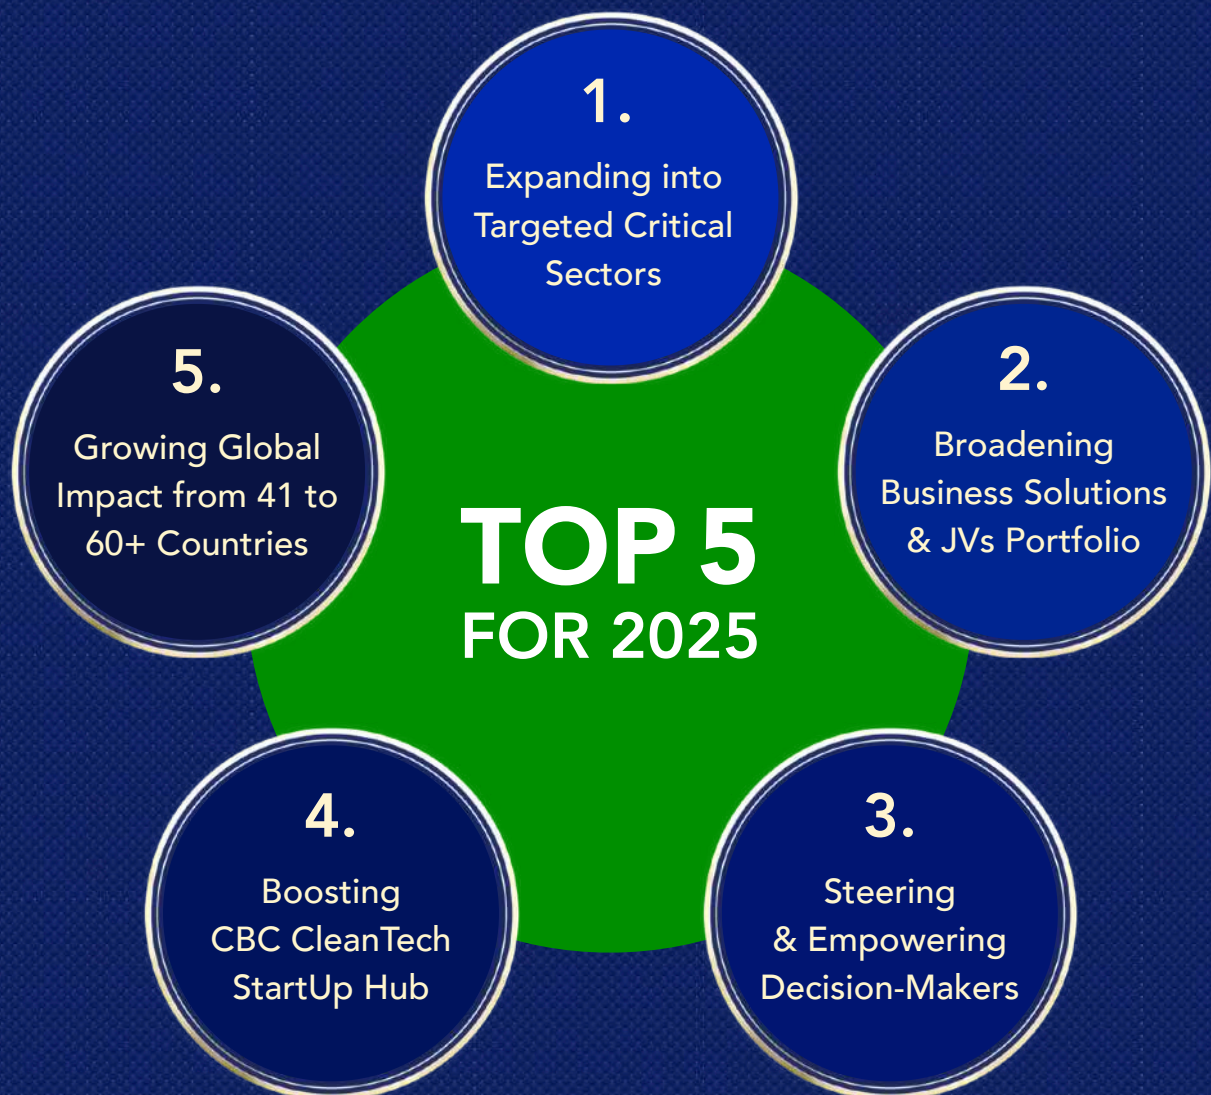 TOP 5
FOR 2025
1.
Expanding into
Targeted Critical
Sectors
2.
Broadening
Business Solutions
& JVs Portfolio
3.
Steering
& Empowering
Decision-Makers
4.
Boosting
CBC CleanTech
StartUp Hub
5.
Growing Global
Impact from 41 to
60+ Countries